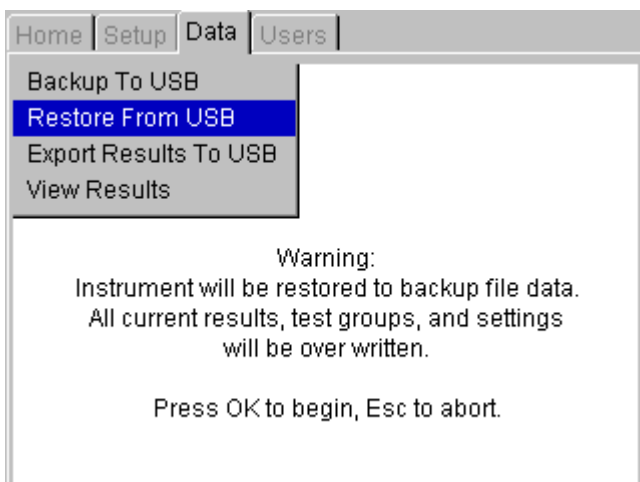 Home Setup Data Users
Backup To USB
Restore From USB
Export Results To USB
View Results
Warning:
Instrument will be restored to backup file data.
All current results, test groups, and settings
will be over written.
Press OK to begin, Esc to abort.